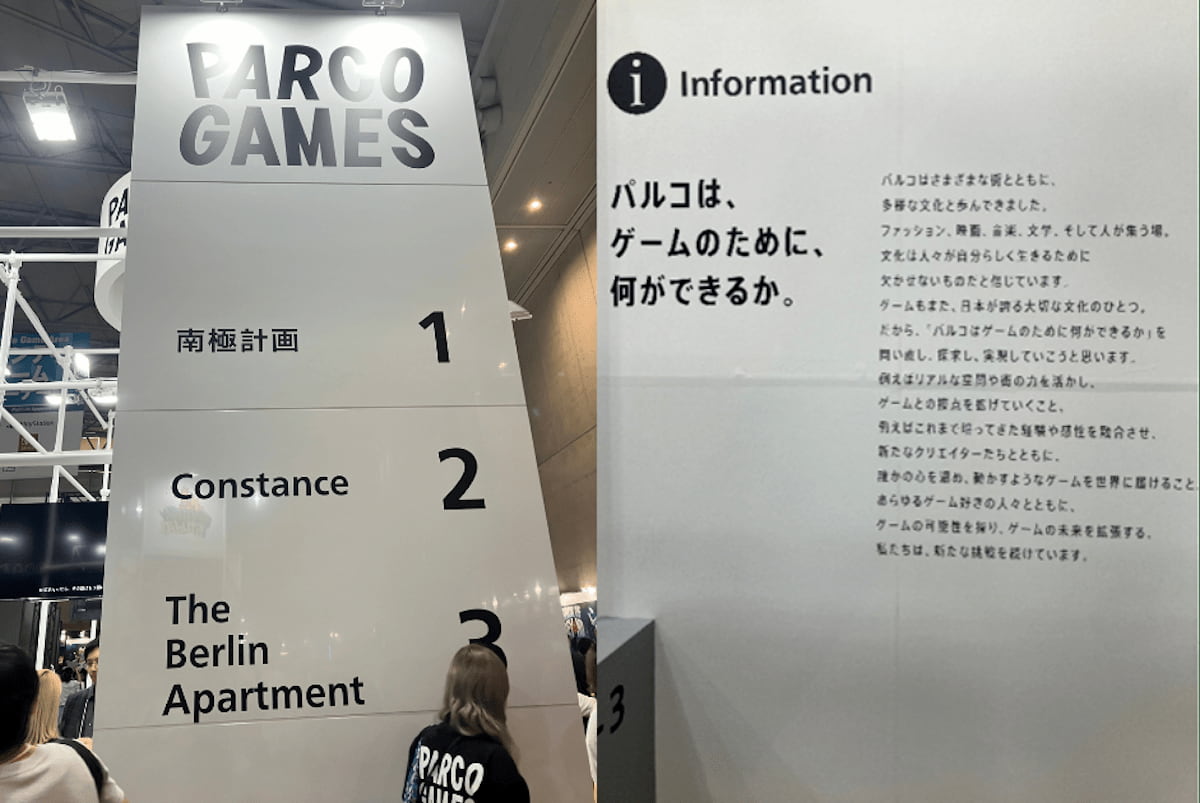 PARCO
GAMES
南極計画 1
Constance 2
The
Berlin
Apartment
3
PARCO
GAMES
i Information
パルコは、
ゲームのために、
何ができるか。
パルコはさまざまな街とともに、
多様な文化と歩んできました。
ファッション、映画、音楽、文学、そして人が集う場。
文化は人々が自分らしく生きるために
欠かせないものだと信じています。
ゲームもまた、日本が誇る大切な文化のひとつ。
だから、「パルコはゲームのために何ができるか」を
問い直し、探求し、実現していこうと思います。
例えばリアルな空間や街の力を活かし、
ゲームとの接点を拡げていくこと、
例えばこれまで培ってきた経験や感性を融合させ、
新たなクリエイターたちとともに、
誰かの心を温め、動かすようなゲームを世界に届けること。
あらゆるゲーム好きの人々とともに、
ゲームの可能性を探り、ゲームの未来を拡張する。
私たちは、新たな挑戦を続けています。
3